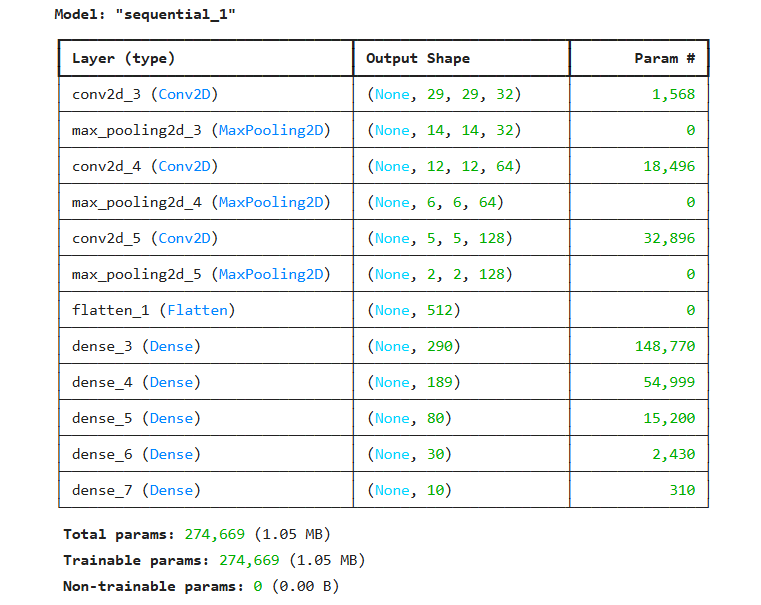 Model: "sequential_1"
Layer (type) Output Shape Param #
conv2d_3 (Conv2D) (None, 29, 29, 32) 1,568
max_pooling2d_3 (MaxPooling2D) (None, 14, 14, 32) 0
conv2d_4 (Conv2D) (None, 12, 12, 64) 18,496
max_pooling2d_4 (MaxPooling2D) (None, 6, 6, 64) 0
conv2d_5 (Conv2D) (None, 5, 5, 128) 32,896
max_pooling2d_5 (MaxPooling2D) (None, 2, 2, 128) 0
flatten_1 (Flatten) (None, 512) 0
dense_3 (Dense) (None, 290) 148,770
dense_4 (Dense) (None, 189) 54,999
dense_5 (Dense) (None, 80) 15,200
dense_6 (Dense) (None, 30) 2,430
dense_7 (Dense) (None, 10) 310
Total params: 274,669 (1.05 MB)
Trainable params: 274,669 (1.05 MB)
Non-trainable params: 0 (0.00 B)